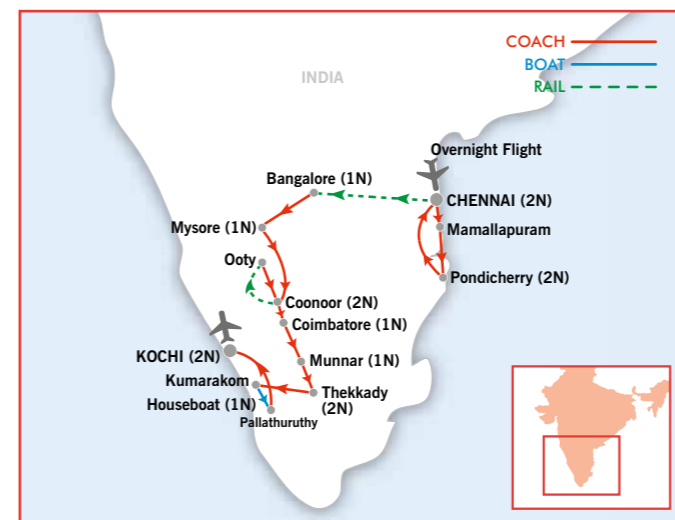 COACH
BOAT
RAIL
INDIA
Overnight Flight
Bangalore (1N)
CHENNAI (2N)
Mamallapuram
Mysore (1N)
Ooty
Pondicherry (2N)
Coonoor (2N)
Coimbatore (1N)
KOCHI (2N)
Munnar (1N)
Kumarakom
Thekkady
(2N)
Houseboat (1N)
Pallathuruthy